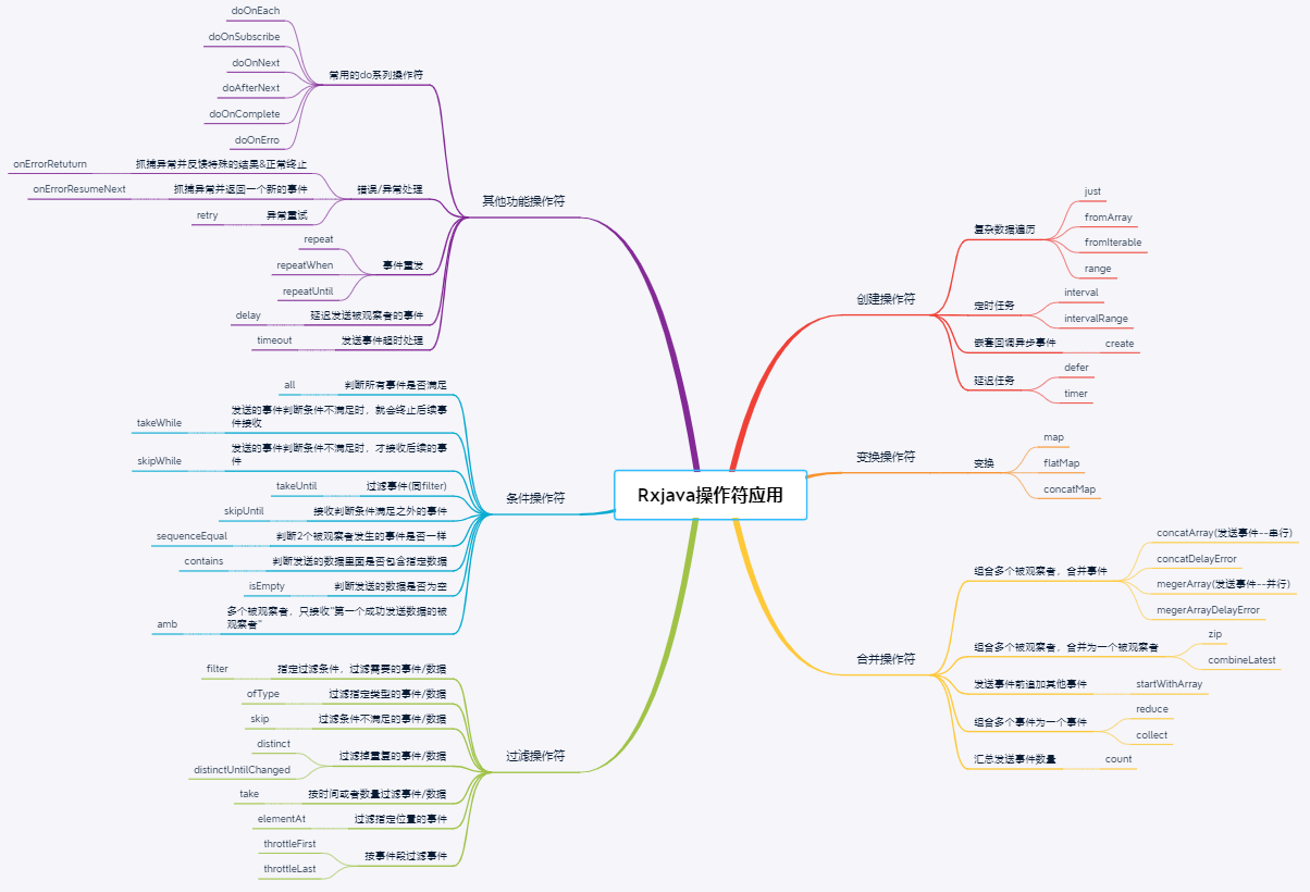 Rxjava操作符应用
其他功能操作符
常用的do系列操作符
doOnEach
doOnSubscribe
doOnNext
doAfterNext
doOnComplete
doOnErro
错误/异常处理
抓捕异常并反馈特殊的结果&正常终止
onErrorRetuturn
抓捕异常并返回一个新的事件
onErrorResumeNext
异常重试
retry
事件重发
repeat
repeatWhen
repeatUntil
延迟发送被观察者的事件
delay
发送事件超时处理
timeout
条件操作符
判断所有事件是否满足
all
发送的事件判断条件不满足时，就会终止后续事
件接收
takeWhile
发送的事件判断条件不满足时，才接收后续的事
件
skipWhile
过滤事件(同filter)
takeUntil
接收判断条件满足之外的事件
skipUntil
判断2个被观察者发生的事件是否一样
sequenceEqual
判断发送的数据里面是否包含指定数据
contains
判断发送的数据是否为空
isEmpty
多个被观察者，只接收"第一个成功发送数据的被
观察者"
amb
过滤操作符
指定过滤条件，过滤需要的事件/数据
filter
过滤指定类型的事件/数据
ofType
过滤条件不满足的事件/数据
skip
过滤掉重复的事件/数据
distinct
distinctUntilChanged
按时间或者数量过滤事件/数据
take
过滤指定位置的事件
elementAt
按事件段过滤事件
throttleFirst
throttleLast
创建操作符
复杂数据遍历
just
fromArray
fromIterable
range
定时任务
interval
intervalRange
嵌套回调异步事件
create
延迟任务
defer
timer
变换操作符
变换
map
flatMap
concatMap
合并操作符
组合多个被观察者，合并事件
concatArray(发送事件--串行)
concatDelayError
megerArray(发送事件--并行)
megerArrayDelayError
组合多个被观察者，合并为一个被观察者
zip
combineLatest
发送事件前追加其他事件
startWithArray
组合多个事件为一个事件
reduce
collect
汇总发送事件数量
count